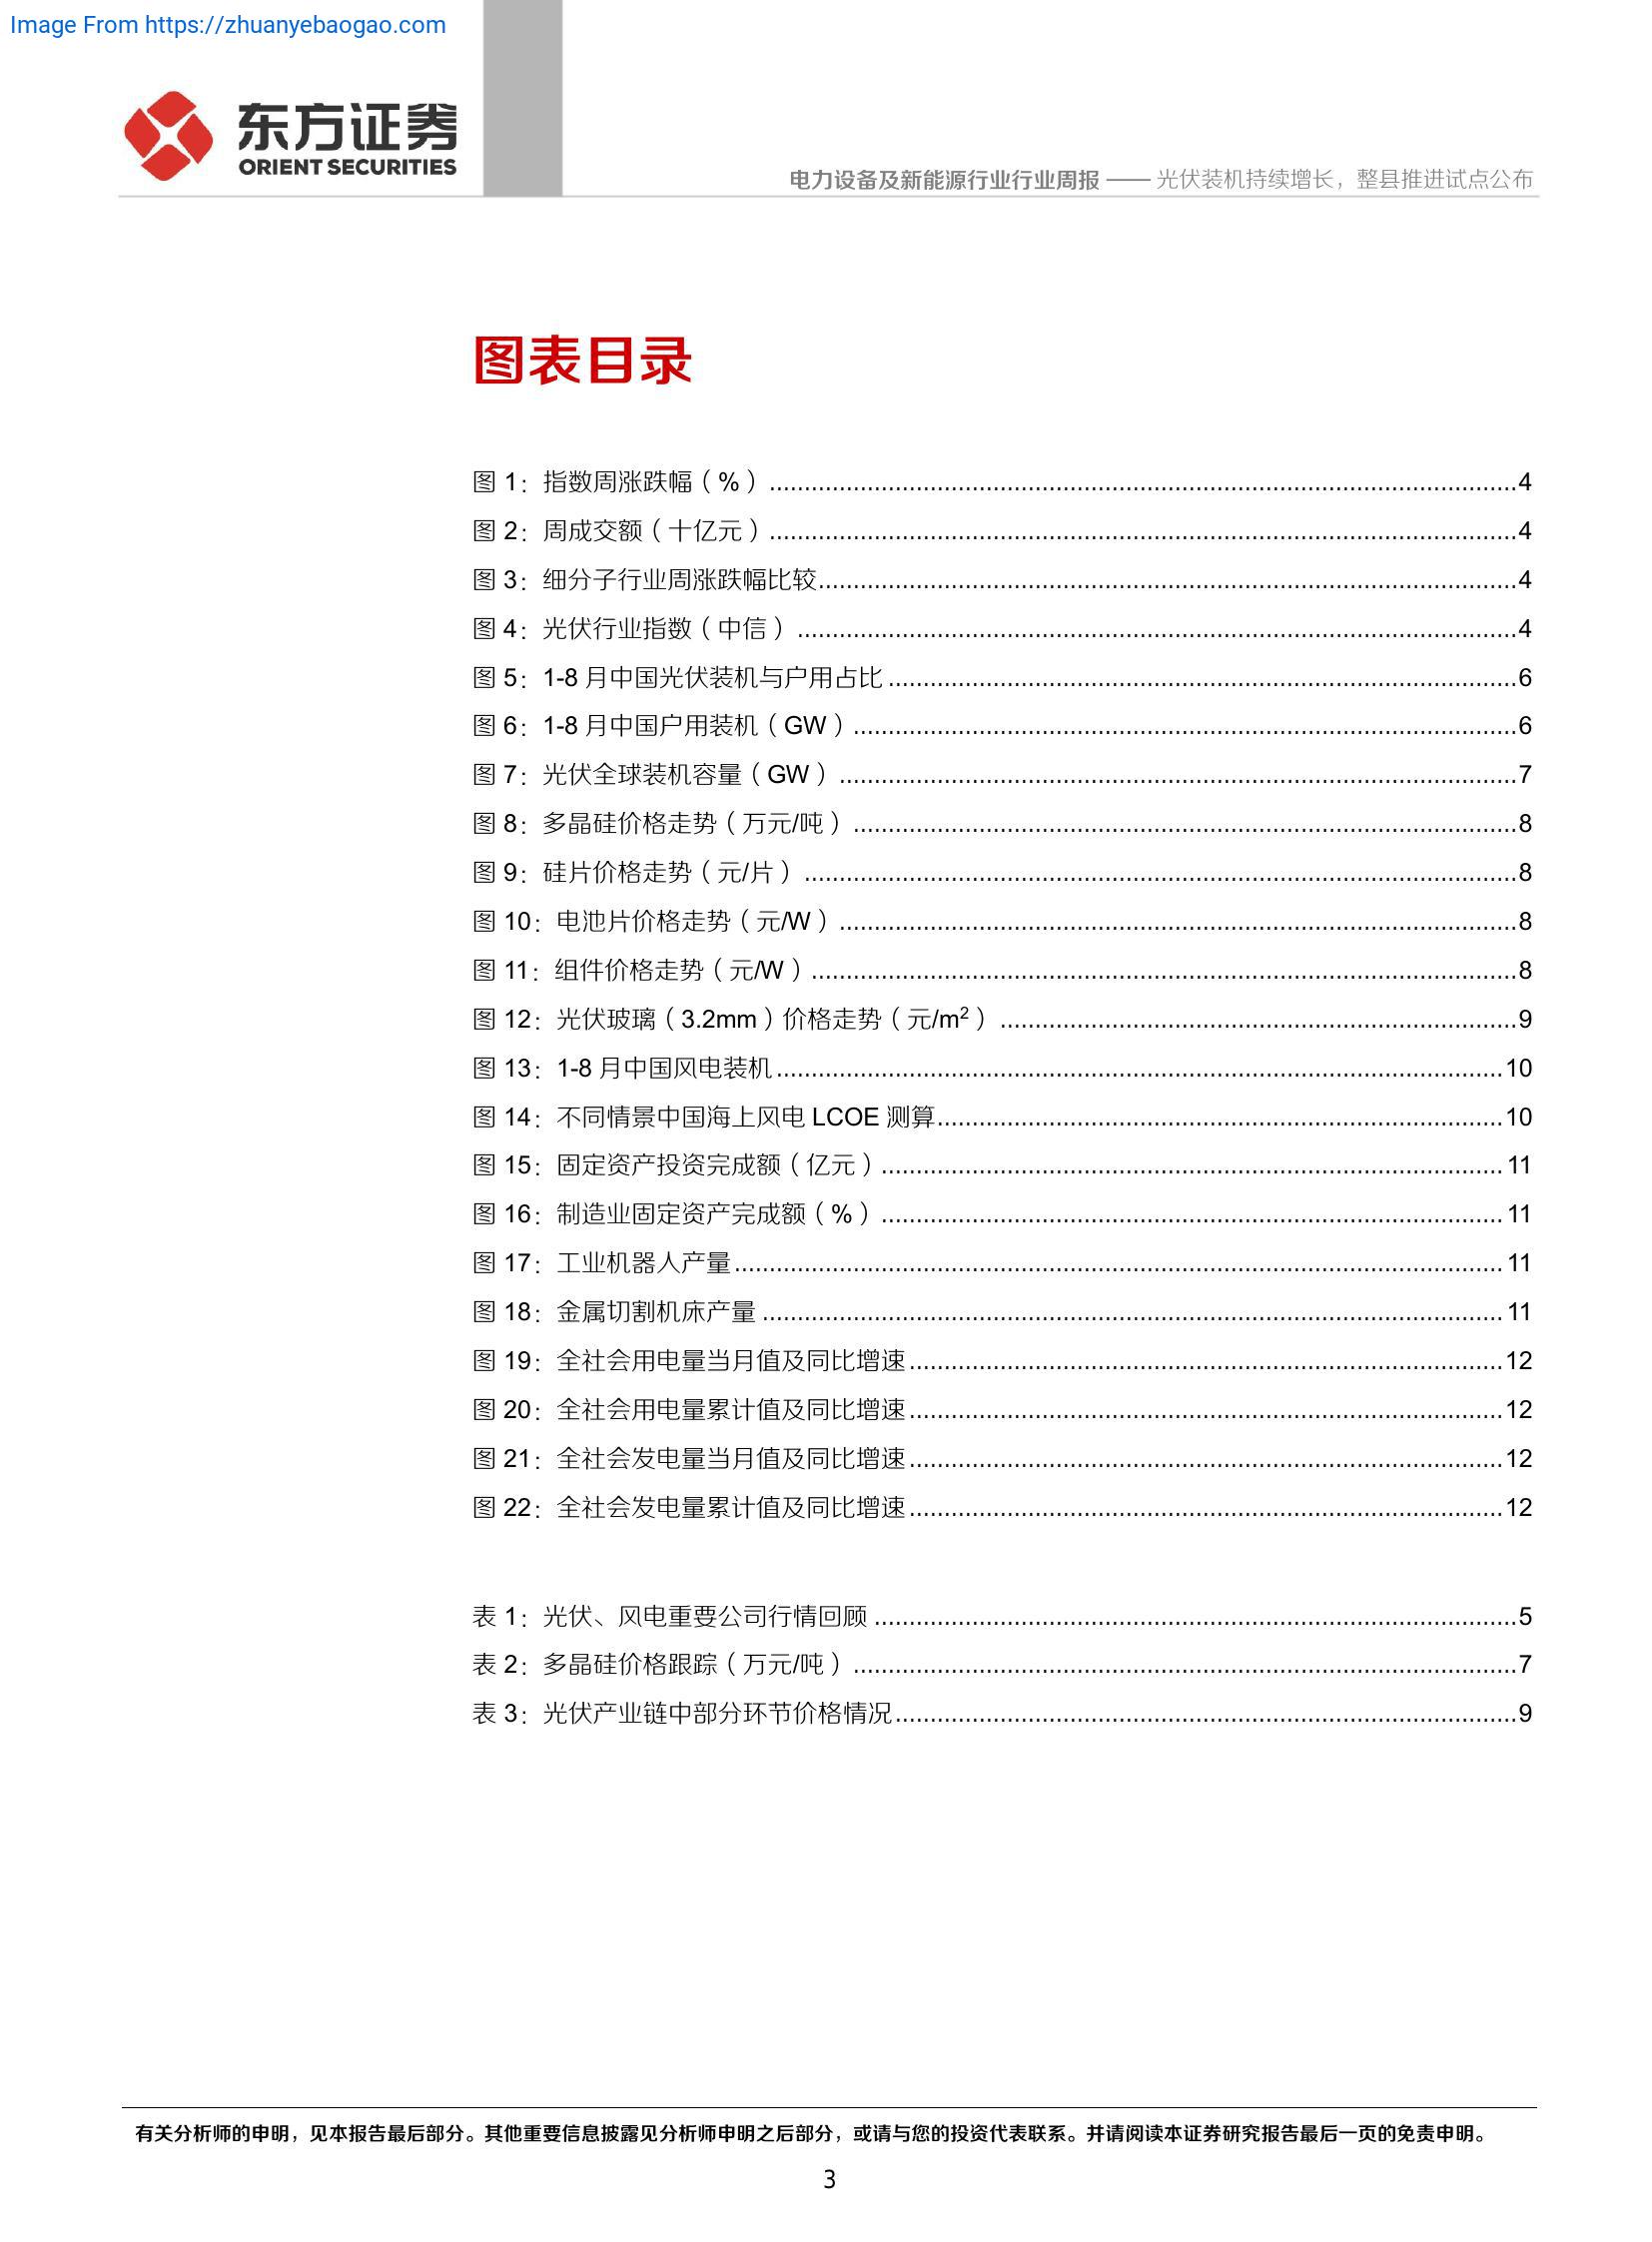 Image From https://zhuanyebaogao.com
东方证券
ORIENT SECURITIES
电力设备及新能源行业行业周报 —— 光伏装机持续增长，整县推进试点公布
图表目录
图 1：指数周涨跌幅（%）........................4
图 2：周成交额（十亿元）........................4
图 3：细分子行业周涨跌幅比较........................4
图 4：光伏行业指数（中信）........................4
图 5：1-8 月中国光伏装机与户用占比........................6
图 6：1-8 月中国户用装机（GW）........................6
图 7：光伏全球装机容量（GW）........................7
图 8：多晶硅价格走势（万元/吨）........................8
图 9：硅片价格走势（元/片）........................8
图 10：电池片价格走势（元/W）........................8
图 11：组件价格走势（元/W）........................8
图 12：光伏玻璃（3.2mm）价格走势（元/m²）........................9
图 13：1-8 月中国风电装机........................10
图 14：不同情景中国海上风电 LCOE 测算........................10
图 15：固定资产投资完成额（亿元）........................11
图 16：制造业固定资产完成额（%）........................11
图 17：工业机器人产量........................11
图 18：金属切割机床产量........................11
图 19：全社会用电量当月值及同比增速........................12
图 20：全社会用电量累计值及同比增速........................12
图 21：全社会发电量当月值及同比增速........................12
图 22：全社会发电量累计值及同比增速........................12
表 1：光伏、风电重要公司行情回顾........................5
表 2：多晶硅价格跟踪（万元/吨）........................7
表 3：光伏产业链中部分环节价格情况........................9
有关分析师的申明，见本报告最后部分。其他重要信息披露见分析师申明之后部分，或请与您的投资代表联系。并请阅读本证券研究报告最后一页的免责申明。
3